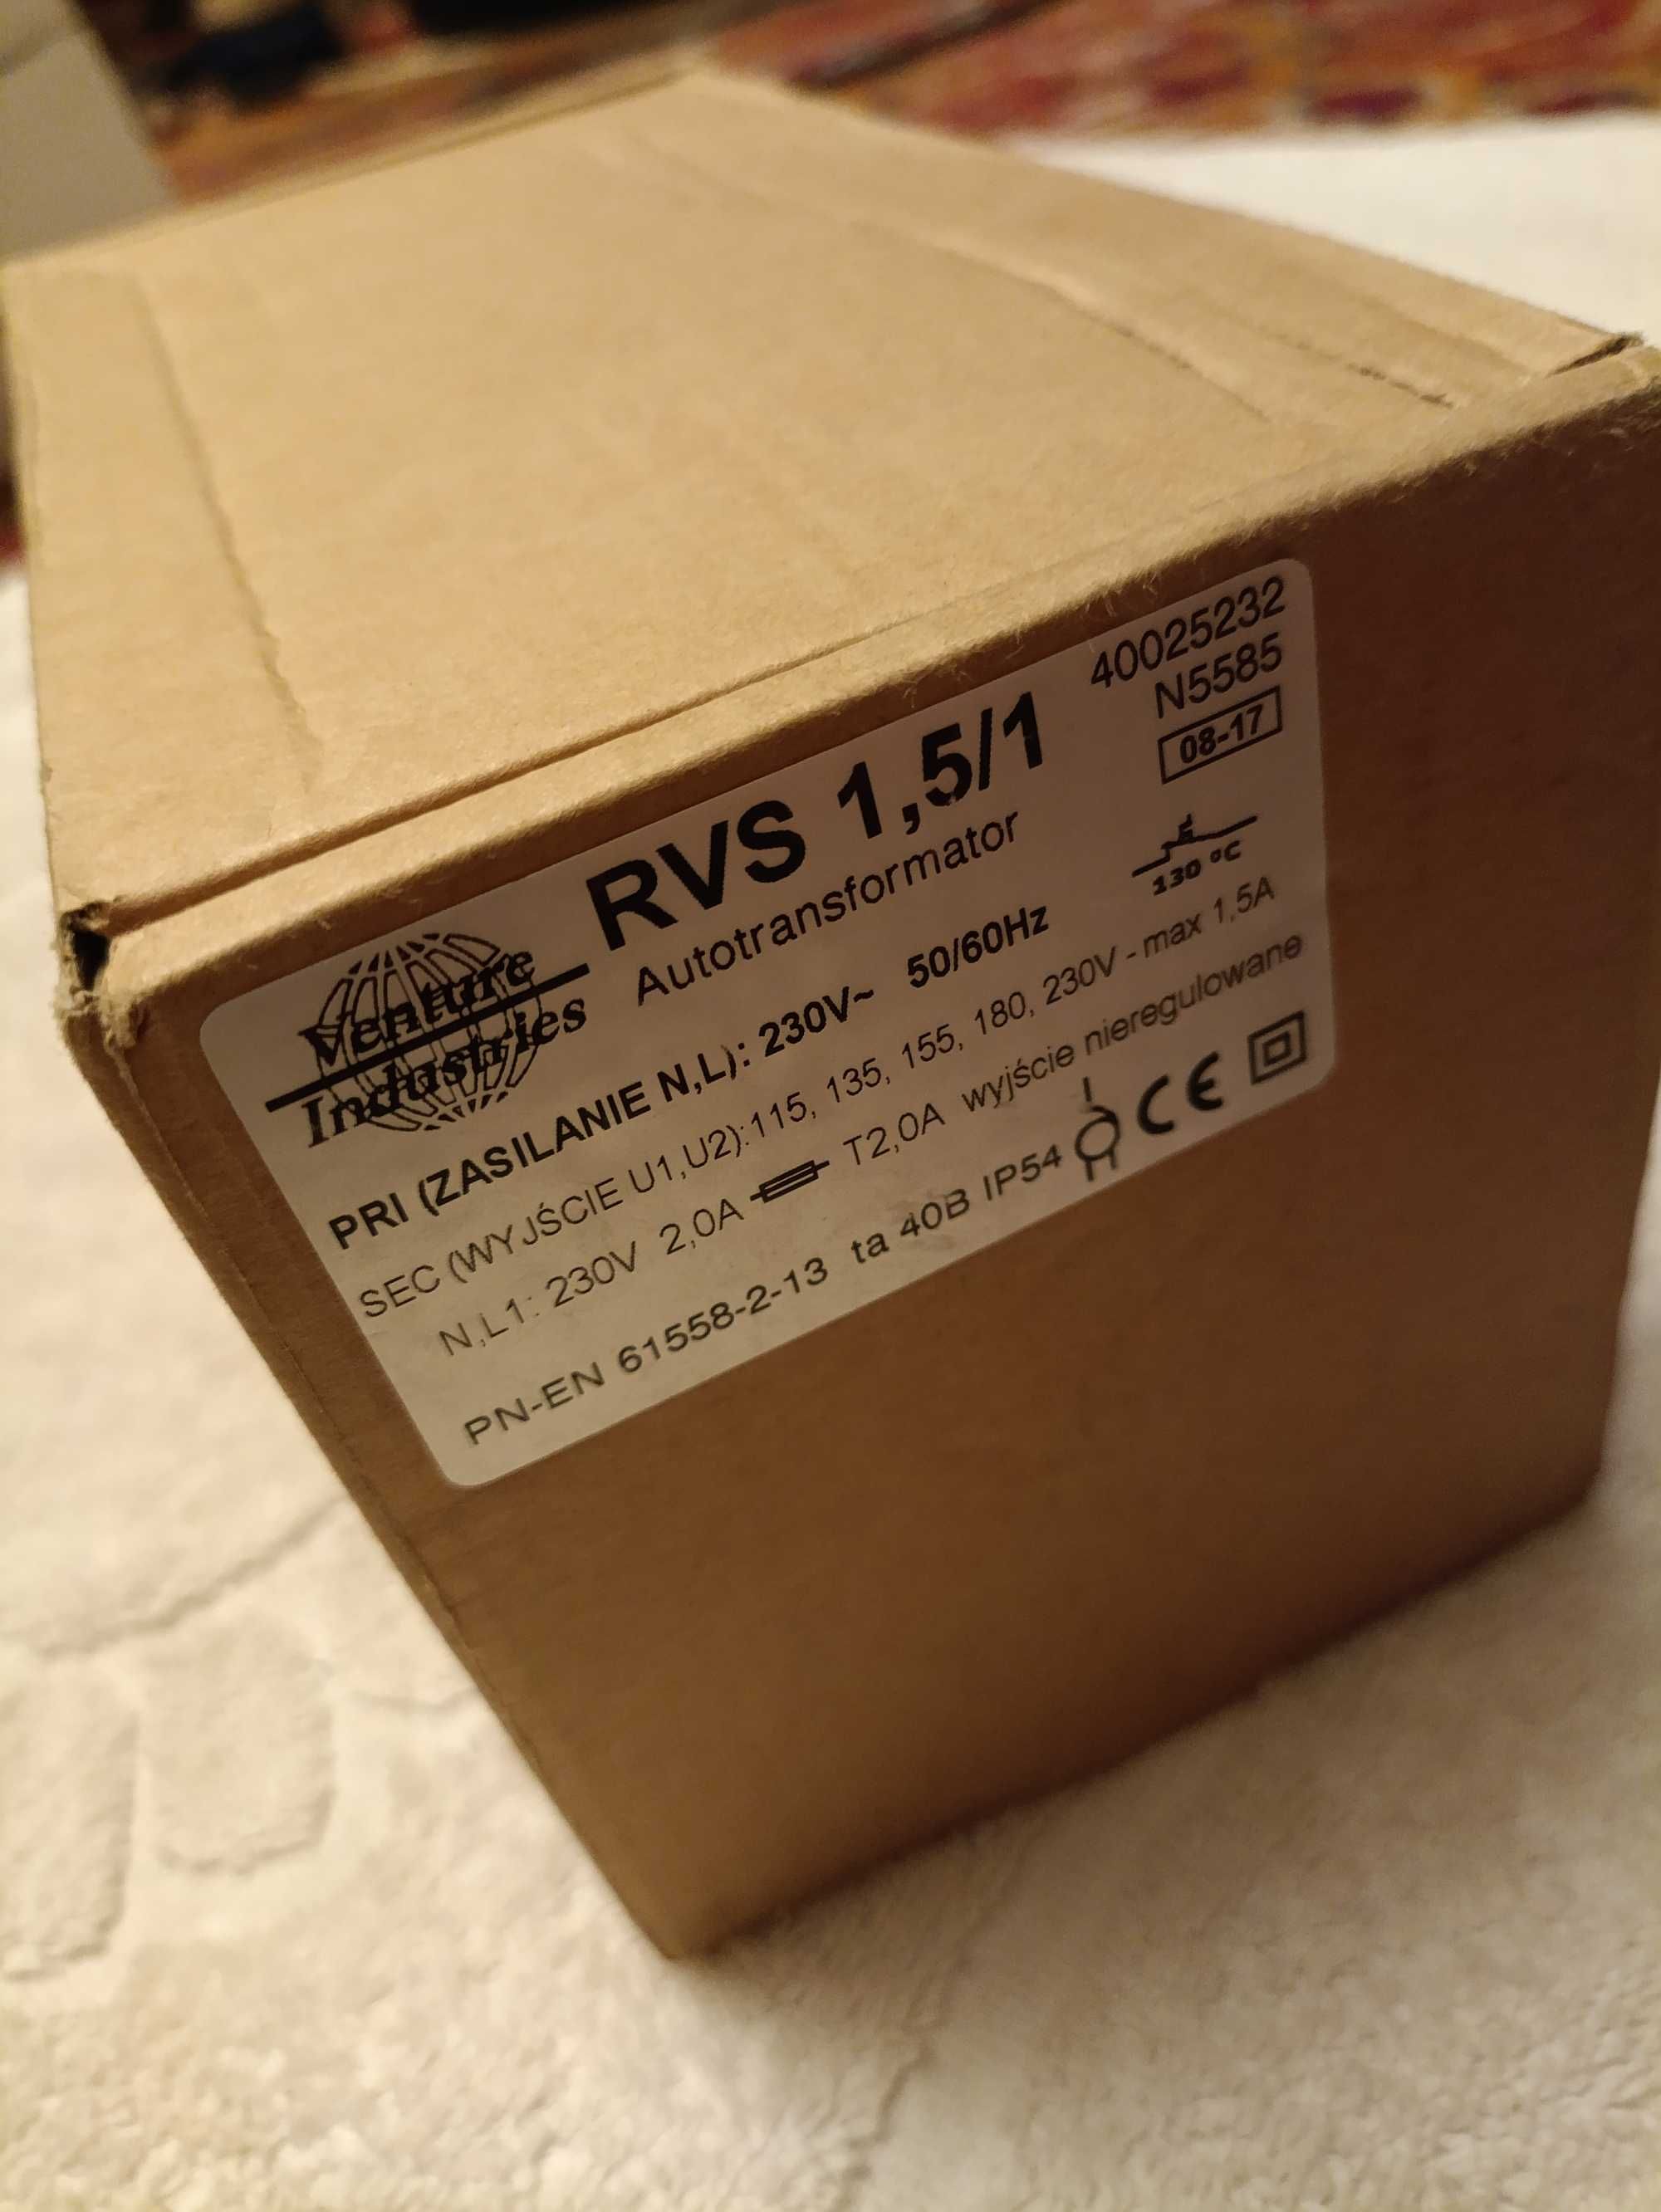 Venture
Industries
RVS 1,5/1
Autotransformator
40025232
N5585
08-17
130 °C
PRI (ZASILANIE N,L): 230V~ 50/60Hz
SEC (WYJŚCIE U1,U2):115, 135, 155, 180, 230V - max 1,5A
N,L1: 230V 2,0A T2,0A wyjście nieregulowane
PN-EN 61558-2-13 ta 40B IP54 CE